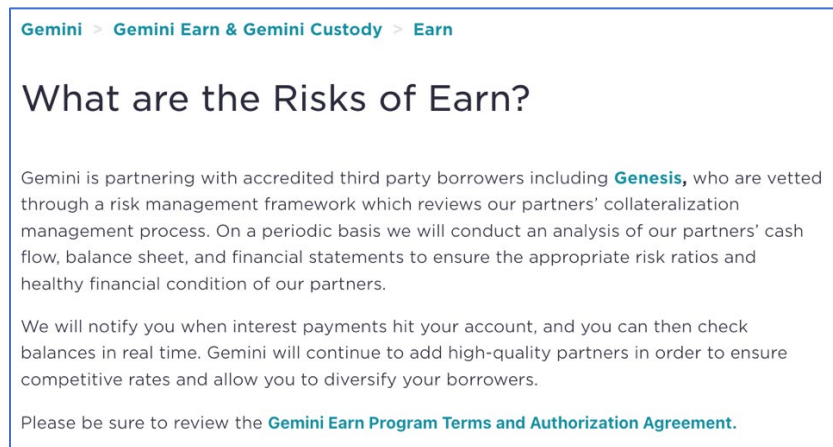 Gemini > Gemini Earn & Gemini Custody > Earn
What are the Risks of Earn?
Gemini is partnering with accredited third party borrowers including Genesis, who are vetted
through a risk management framework which reviews our partners’ collateralization
management process. On a periodic basis we will conduct an analysis of our partners’ cash
flow, balance sheet, and financial statements to ensure the appropriate risk ratios and
healthy financial condition of our partners.
We will notify you when interest payments hit your account, and you can then check
balances in real time. Gemini will continue to add high-quality partners in order to ensure
competitive rates and allow you to diversify your borrowers.
Please be sure to review the Gemini Earn Program Terms and Authorization Agreement.